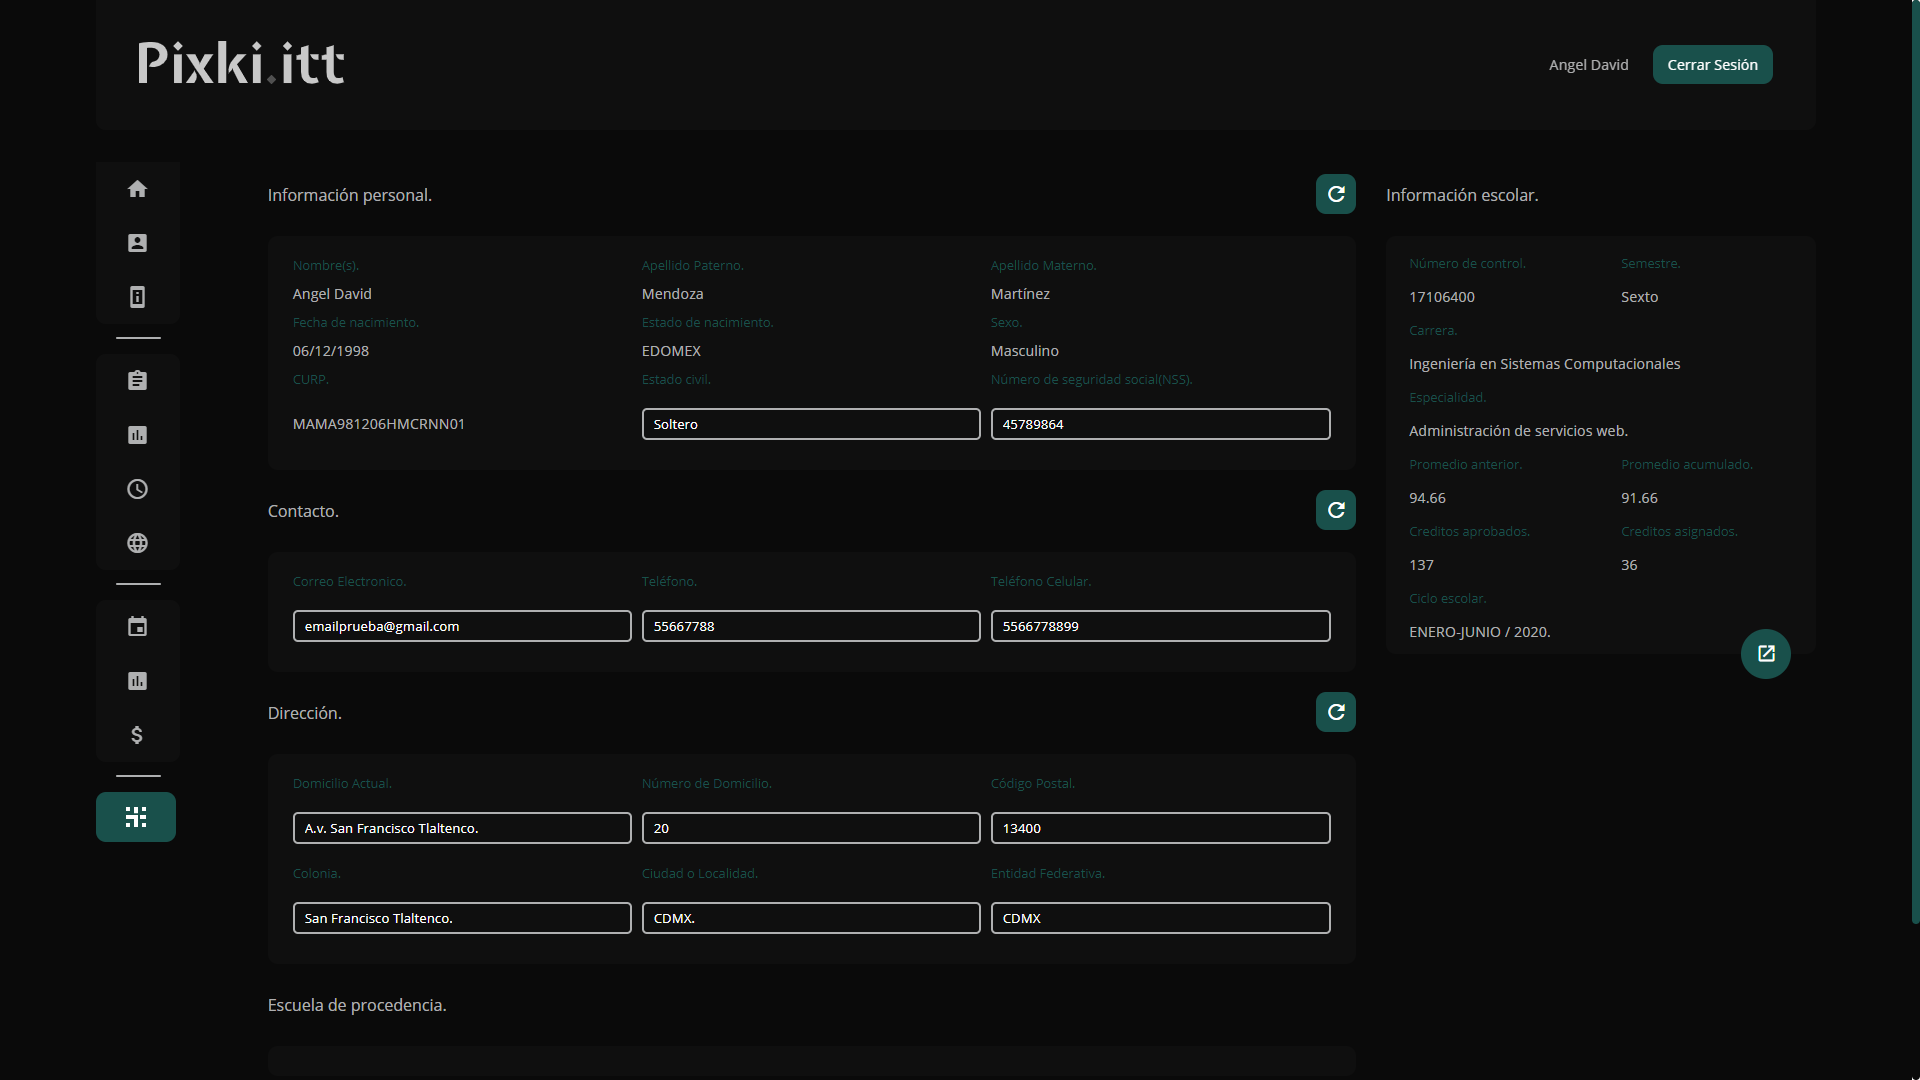 Pixki.itt
Angel David
Cerrar Sesión
Información personal.
Nombre(s).
Apellido Paterno.
Apellido Materno.
Angel David
Mendoza
Martínez
Fecha de nacimiento.
Estado de nacimiento.
Sexo.
06/12/1998
EDOMEX
Masculino
CURP.
Estado civil.
Número de seguridad social(NSS).
MAMA981206HMCRNN01
Soltero
45789864
Contacto.
Correo Electronico.
Teléfono.
Teléfono Celular.
emailprueba@gmail.com
55667788
5566778899
Dirección.
Domicilio Actual.
Número de Domicilio.
Código Postal.
A.v. San Francisco Tlaltenco.
20
13400
Colonia.
Ciudad o Localidad.
Entidad Federativa.
San Francisco Tlaltenco.
CDMX.
CDMX
Escuela de procedencia.
Información escolar.
Número de control.
Semestre.
17106400
Sexto
Carrera.
Ingeniería en Sistemas Computacionales
Especialidad.
Administración de servicios web.
Promedio anterior.
Promedio acumulado.
94.66
91.66
Creditos aprobados.
Creditos asignados.
137
36
Ciclo escolar.
ENERO-JUNIO / 2020.